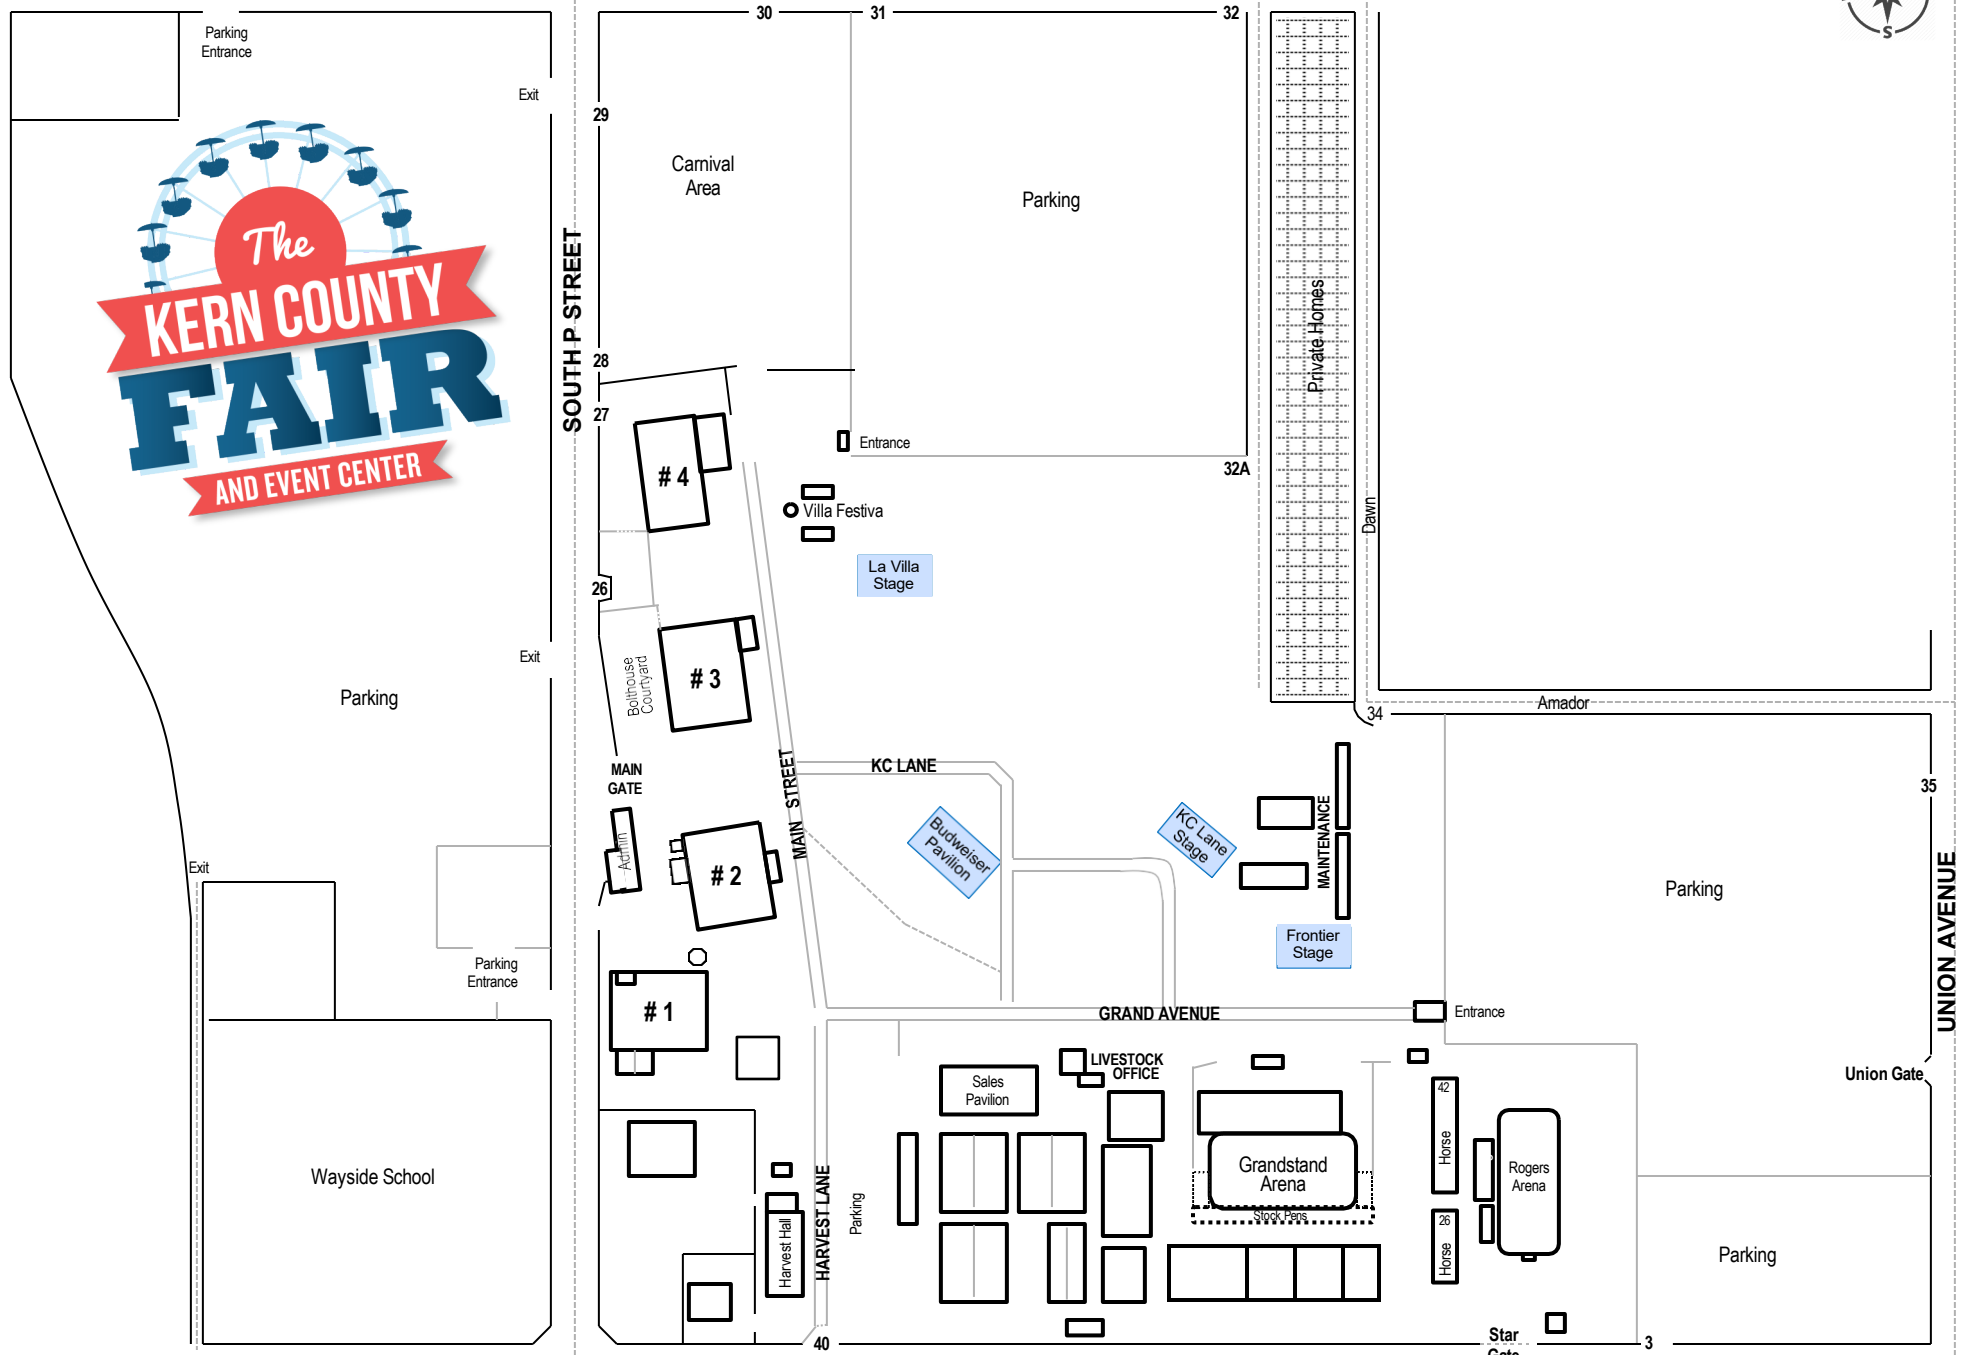 30
31
32
S
Parking
Entrance
Exit
29
Carnival
Area
Parking
The
KERN COUNTY
FAIR
AND EVENT CENTER
SOUTH P STREET
Private Homes
28
27
# 4
Entrance
32A
Villa Festiva
Dawn
La Villa
Stage
26
Exit
Bolthouse
Courtyard
# 3
Parking
Amador
34
MAIN
GATE
MAIN STREET
KC LANE
35
Admin
# 2
Budweiser
Pavilion
KC Lane
Stage
MAINTENANCE
Exit
Parking
UNION AVENUE
Frontier
Stage
Parking
Entrance
# 1
GRAND AVENUE
Entrance
LIVESTOCK
OFFICE
Union Gate
Sales
Pavilion
42
Horse
Wayside School
Grandstand
Arena
Rogers
Arena
Stock Pens
HARVEST LANE
Parking
Harvest Hall
26
Horse
Parking
40
Star
Gate
3